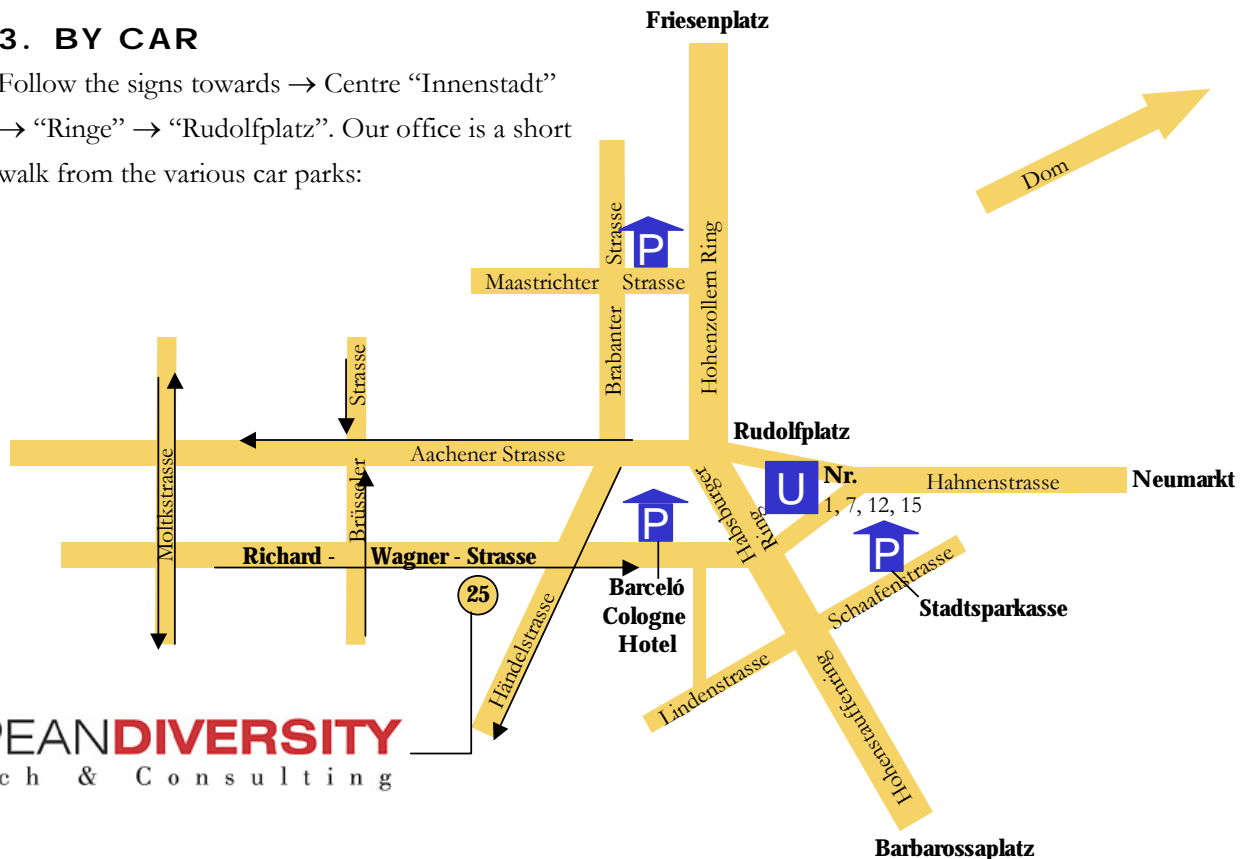 3. BY CAR
Follow the signs towards → Centre “Innenstadt”
→ “Ringe” → “Rudolfplatz”. Our office is a short
walk from the various car parks:
Friesenplatz
Dom
Brabanter Strasse
P
Maastrichter Strasse
Hohenzollern Ring
Moltkstrasse
Brüsseler Strasse
Aachener Strasse
Rudolfplatz
U
Nr.
1, 7, 12, 15
Hahnenstrasse
Neumarkt
Habsburger
Ring
P
P
Richard - Wagner - Strasse
25
Barceló
Cologne
Hotel
Schaafenstrasse
Stadtsparkasse
Händelstrasse
Lindenstrasse
Hohenstauffenring
PEANDIVERSITY
ch & Consulting
Barbarossaplatz